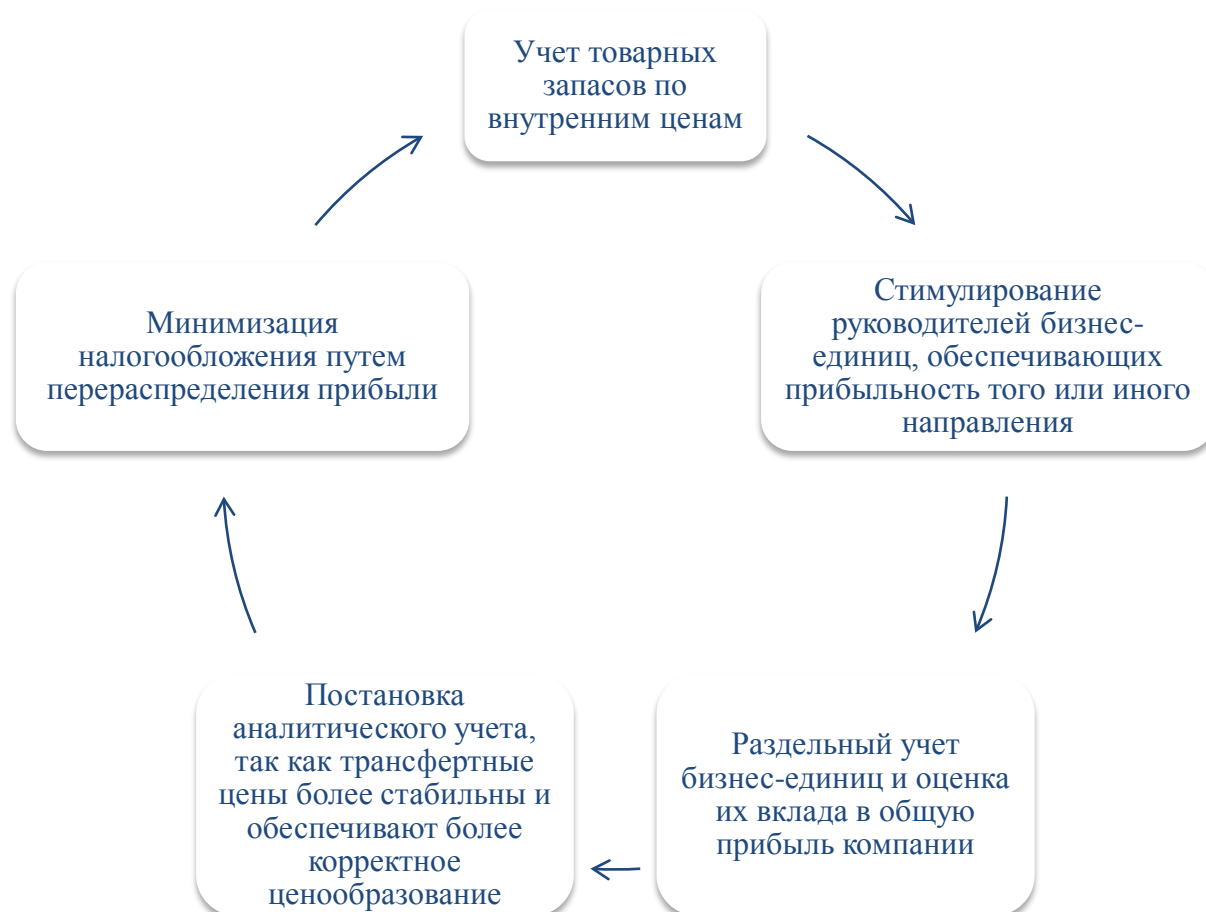 Учет товарных
запасов по
внутренним ценам
Стимулирование
руководителей бизнес-
единиц, обеспечивающих
прибыльность того или иного
направления
Раздельный учет
бизнес-единиц и оценка
их вклада в общую
прибыль компании
Постановка
аналитического учета,
так как трансфертные
цены более стабильны и
обеспечивают более
корректное
ценообразование
Минимизация
налогообложения путем
перераспределения прибыли